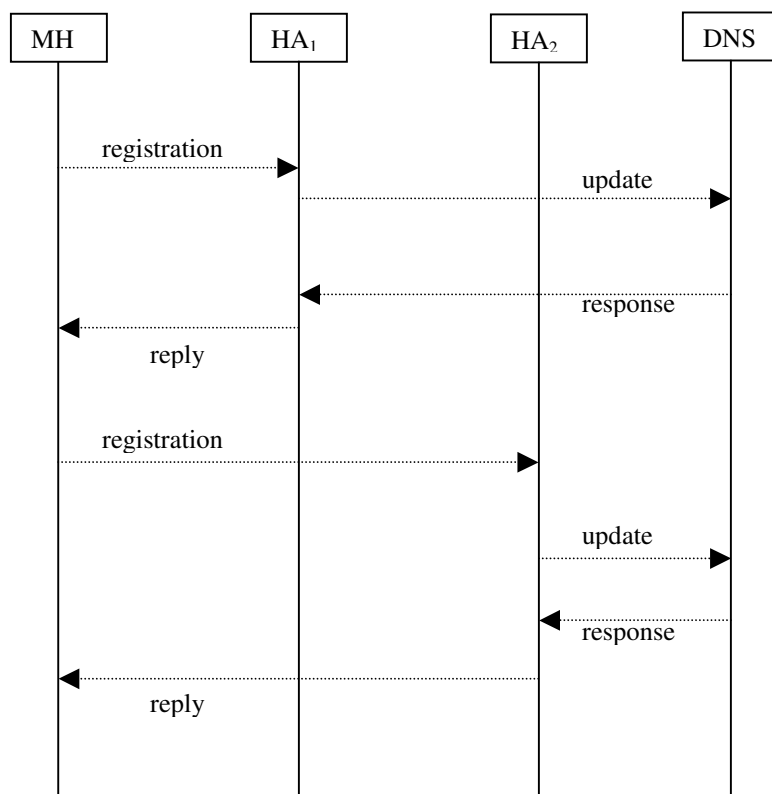 MH HA₁ HA₂ DNS
registration
update
response
reply
registration
update
response
reply